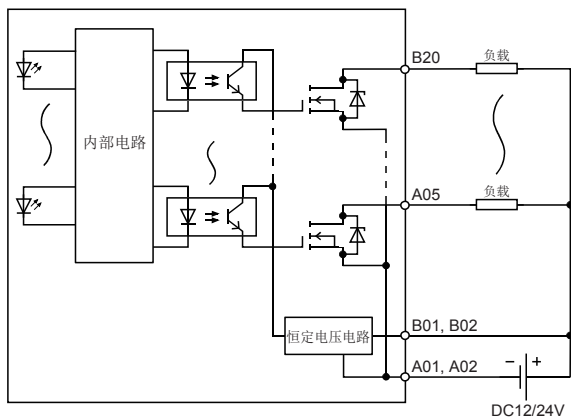 B20
负载
内部电路
A05
负载
恒定电压电路
B01, B02
A01, A02
− +
DC12/24V